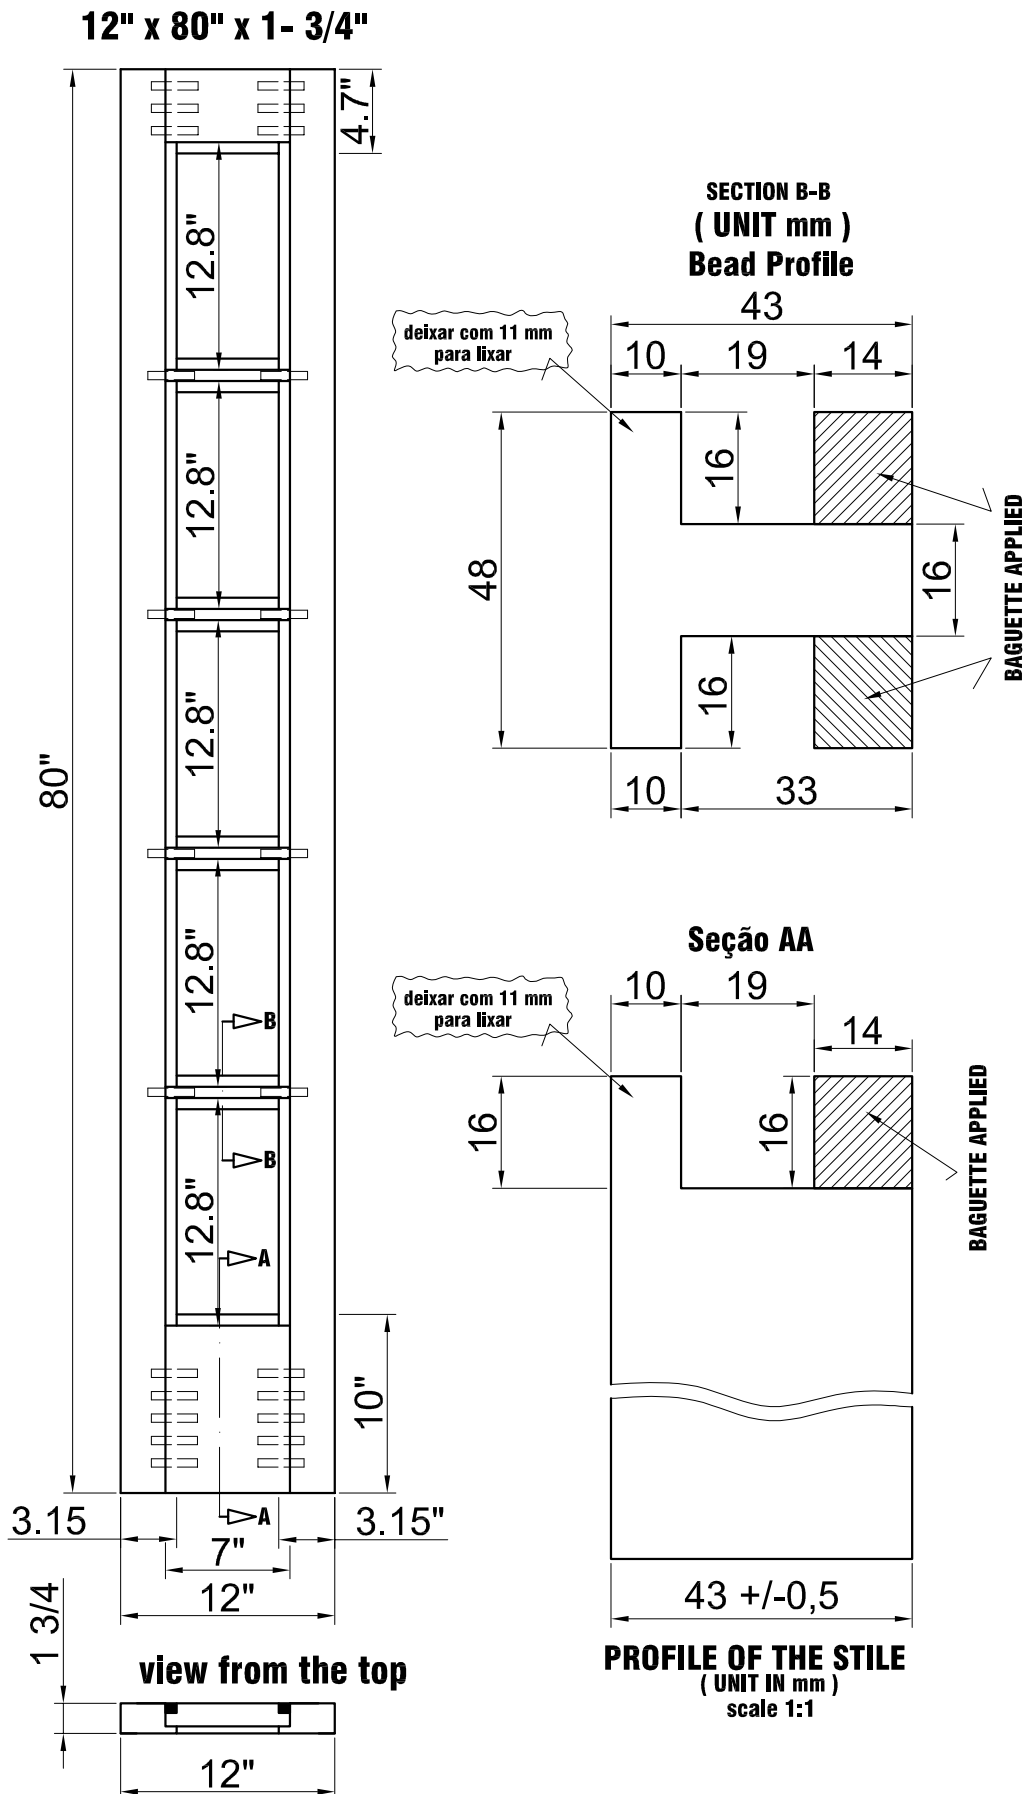 12" x 80" x 1- 3/4"
4.7"
12.8"
12.8"
12.8"
12.8"
12.8"
80"
B
B
A
A
10"
3.15
3.15"
7"
12"
1 3/4
view from the top
12"
SECTION B-B
( UNIT mm )
Bead Profile
43
deixar com 11 mm
para lixar
10
19
14
16
48
16
16
10
33
BAGUETTE APPLIED
BAGUETTE APPLIED
Seção AA
deixar com 11 mm
para lixar
10
19
14
16
16
BAGUETTE APPLIED
43 +/-0,5
PROFILE OF THE STILE
( UNIT IN mm )
scale 1:1